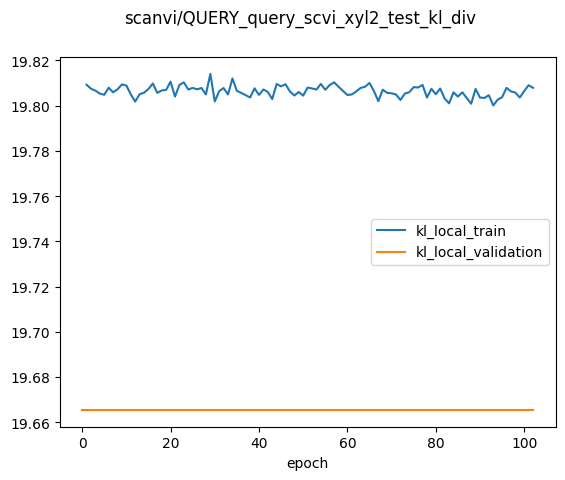 scanvi/QUERY_query_scvi_xyl2_test_kl_div
19.82
19.80
19.78
19.76
19.74
19.72
19.70
19.68
19.66
kl_local_train
kl_local_validation
0 20 40 60 80 100
epoch